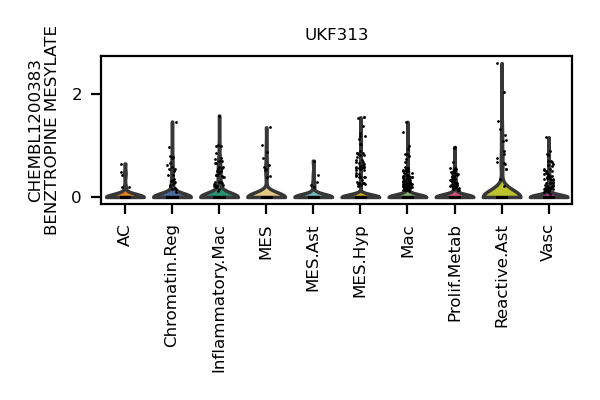 UKF313
CHEMBL1200383
BENZTROPINE MESYLATE
2
0
AC
Chromatin.Reg
Inflammatory.Mac
MES
MES.Ast
MES.Hyp
Mac
Prolif.Metab
Reactive.Ast
Vasc